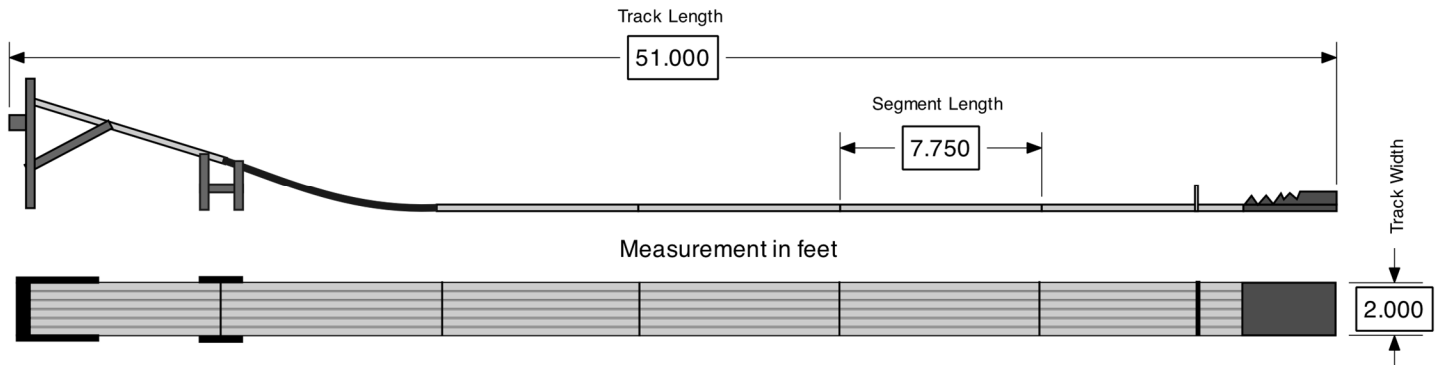 Track Length
51.000
Segment Length
7.750
Track Width
Measurement in feet
2.000